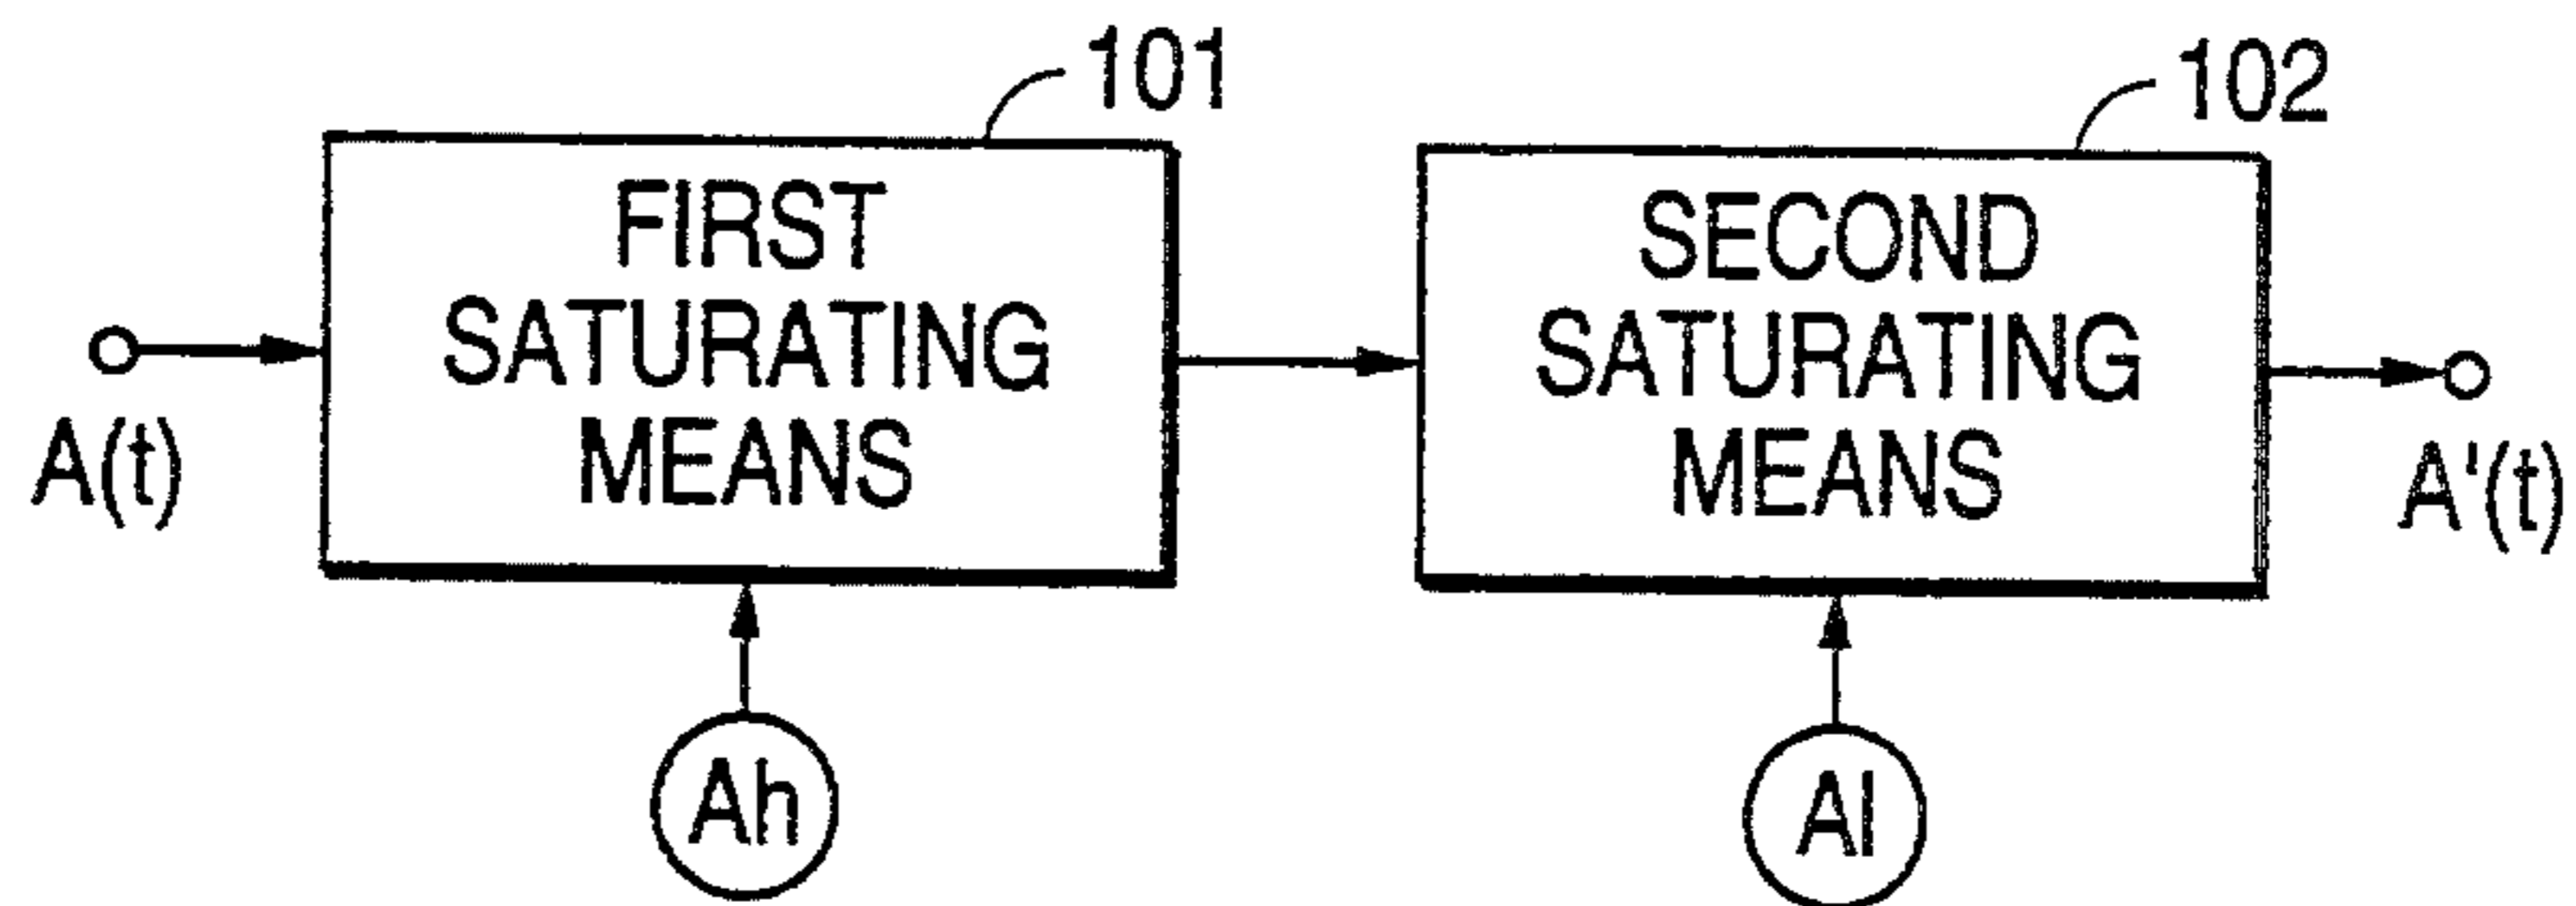 101
102
FIRST
SATURATING
MEANS
SECOND
SATURATING
MEANS
A(t)
A'(t)
Ah
Al